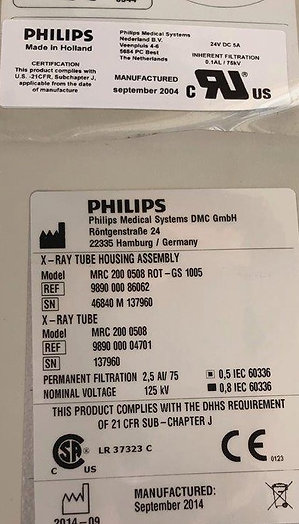 PHILIPS
Made in Holland
Philips Medical Systems
Nederland B.V.
Veenpluis 4-6
5684 PC Best
The Netherlands
24V DC 5A
INHERENT FILTRATION
0.1AL / 75kV
CERTIFICATION
This product complies with
U.S. -21CFR, Subchapter J,
applicable from the date
of manufacture
MANUFACTURED
september 2004
C RU US
PHILIPS
Philips Medical Systems DMC GmbH
Röntgenstraße 24
22335 Hamburg / Germany
X-RAY TUBE HOUSING ASSEMBLY
Model MRC 200 0508 ROT-GS 1005
REF 9890 000 86062
SN 46840 M 137960
X-RAY TUBE
Model MRC 200 0508
REF 9890 000 04701
SN 137960
PERMANENT FILTRATION 2,5 Al/ 75 0,5 IEC 60336
NOMINAL VOLTAGE 125 kV 0,8 IEC 60336
THIS PRODUCT COMPLIES WITH THE DHHS REQUIREMENT
OF 21 CFR SUB-CHAPTER J
C SA US
LR 37323 C
CE 0123
2014-09
MANUFACTURED:
September 2014